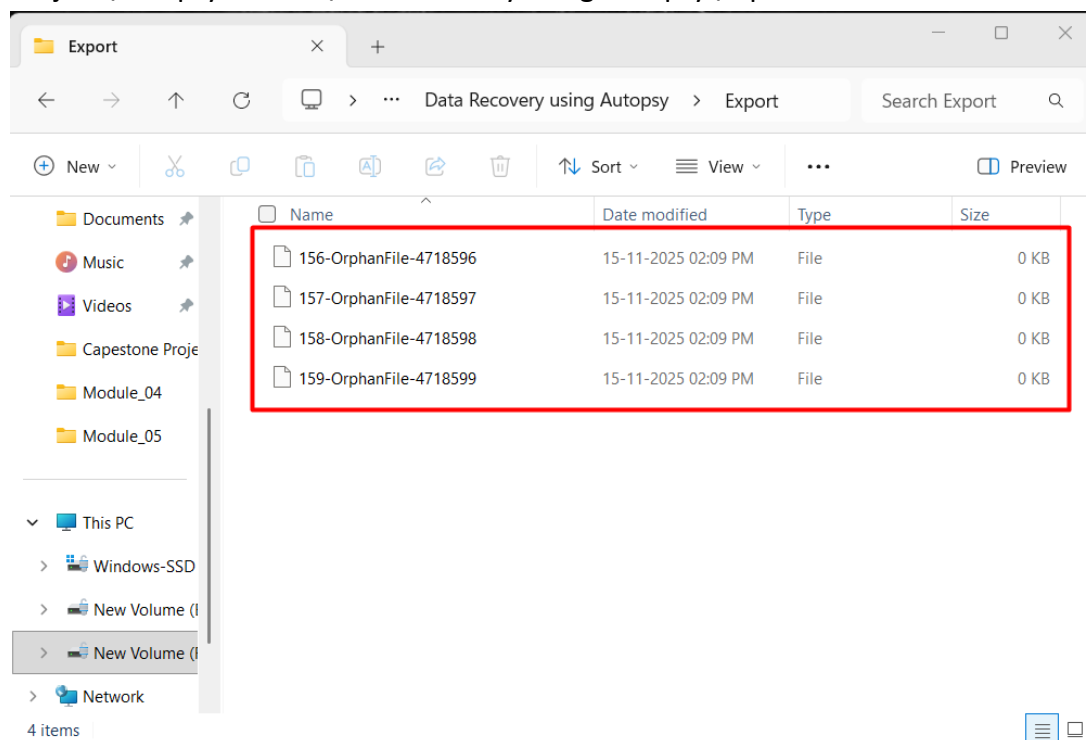 Export
Data Recovery using Autopsy > Export
Search Export
New
Sort
View
Preview
Name Date modified Type Size
156-OrphanFile-4718596 15-11-2025 02:09 PM File 0 KB
157-OrphanFile-4718597 15-11-2025 02:09 PM File 0 KB
158-OrphanFile-4718598 15-11-2025 02:09 PM File 0 KB
159-OrphanFile-4718599 15-11-2025 02:09 PM File 0 KB
Documents
Music
Videos
Capestone Proje
Module_04
Module_05
This PC
Windows-SSD
New Volume (
New Volume (
Network
4 items